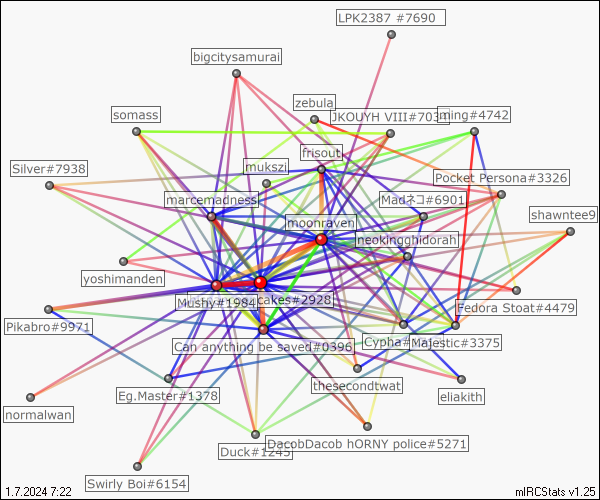 LPK2387 #7690
bigcitysamurai
zebula
somass
JKOUYH VIII#703
ming#4742
frisout
mukszi
Silver#7938
Pocket Persona#3326
marcemadness
Madネコ#6901
shawntee9
moonraven
neokingghidorah
yoshimanden
Mushy#1984
cakes#2928
Fedora Stoat#4479
Pikabro#9971
Can anything be saved#0396
Cypha#
Majestic#3375
thesecondtwat
Eg.Master#1378
eliakith
normalwan
DacobDacob hORNY police#5271
Duck#1245
Swirly Boi#6154
1.7.2024 7:22
mIRCStats v1.25